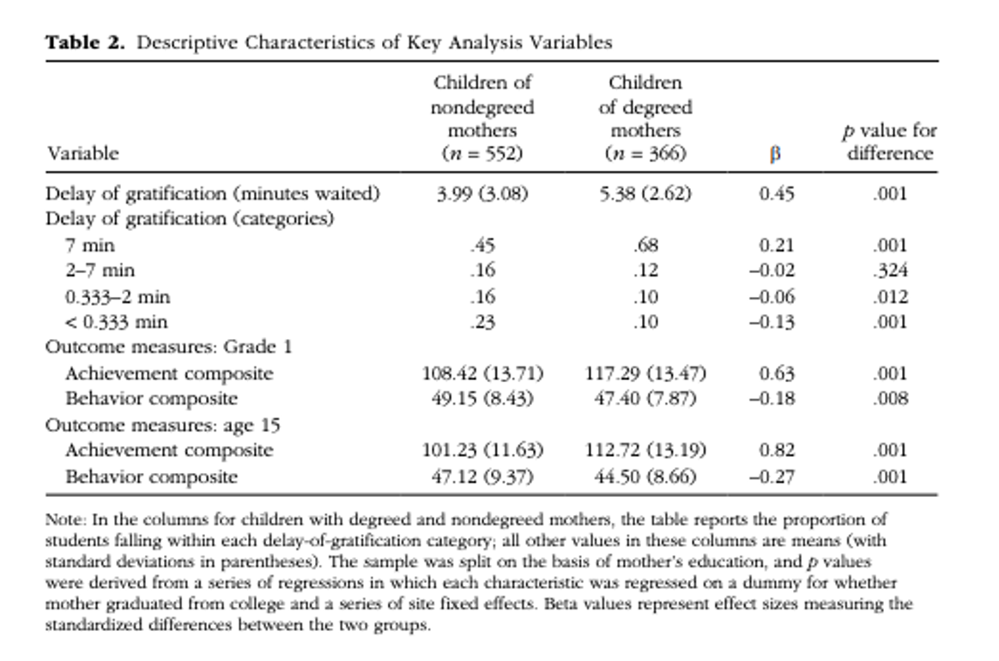 Table 2. Descriptive Characteristics of Key Analysis Variables
Variable Children of nondegreed mothers (n = 552) Children of degreed mothers (n = 366) β p value for difference
Delay of gratification (minutes waited) 3.99 (3.08) 5.38 (2.62) 0.45 .001
Delay of gratification (categories)
7 min .45 .68 0.21 .001
2–7 min .16 .12 –0.02 .324
0.333–2 min .16 .10 –0.06 .012
< 0.333 min .23 .10 –0.13 .001
Outcome measures: Grade 1
Achievement composite 108.42 (13.71) 117.29 (13.47) 0.63 .001
Behavior composite 49.15 (8.43) 47.40 (7.87) –0.18 .008
Outcome measures: age 15
Achievement composite 101.23 (11.63) 112.72 (13.19) 0.82 .001
Behavior composite 47.12 (9.37) 44.50 (8.66) –0.27 .001
Note: In the columns for children with degreed and nondegreed mothers, the table reports the proportion of
students falling within each delay-of-gratification category; all other values in these columns are means (with
standard deviations in parentheses). The sample was split on the basis of mother's education, and p values
were derived from a series of regressions in which each characteristic was regressed on a dummy for whether
mother graduated from college and a series of site fixed effects. Beta values represent effect sizes measuring the
standardized differences between the two groups.